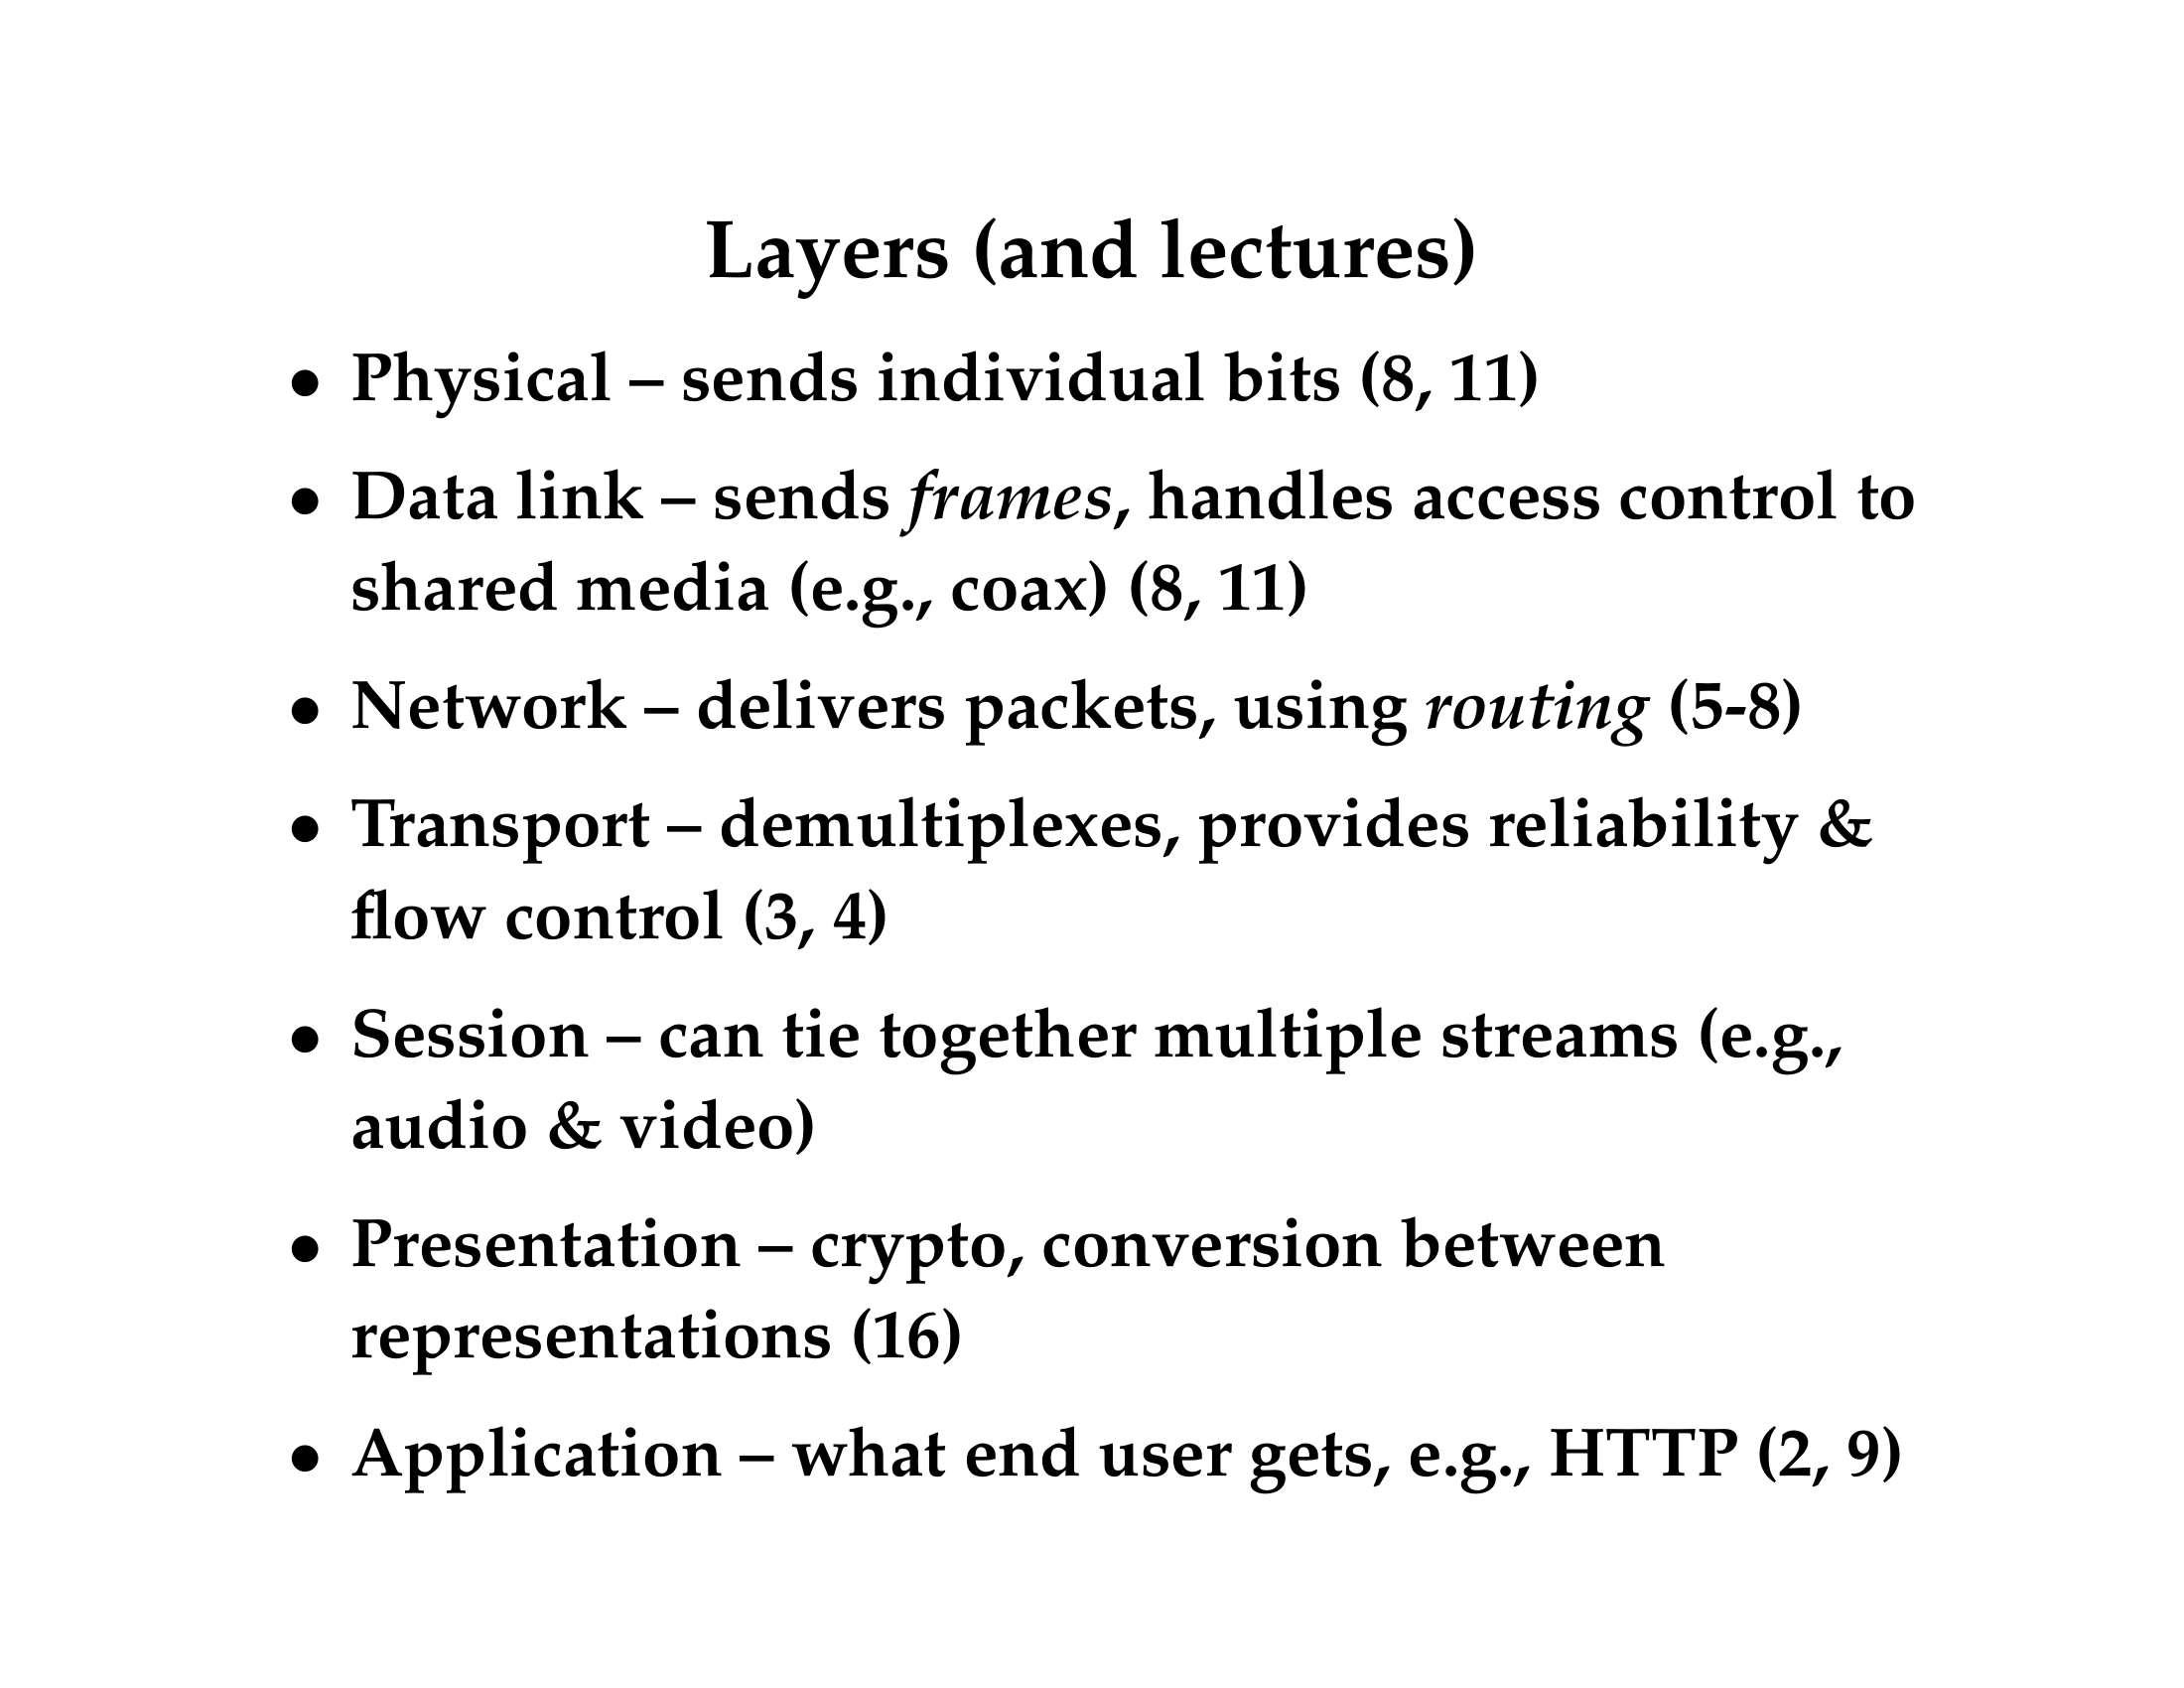 Layers (and lectures)
• Physical – sends individual bits (8, 11)
• Data link – sends frames, handles access control to
shared media (e.g., coax) (8, 11)
• Network – delivers packets, using routing (5-8)
• Transport – demultiplexes, provides reliability &
flow control (3, 4)
• Session – can tie together multiple streams (e.g.,
audio & video)
• Presentation – crypto, conversion between
representations (16)
• Application – what end user gets, e.g., HTTP (2, 9)